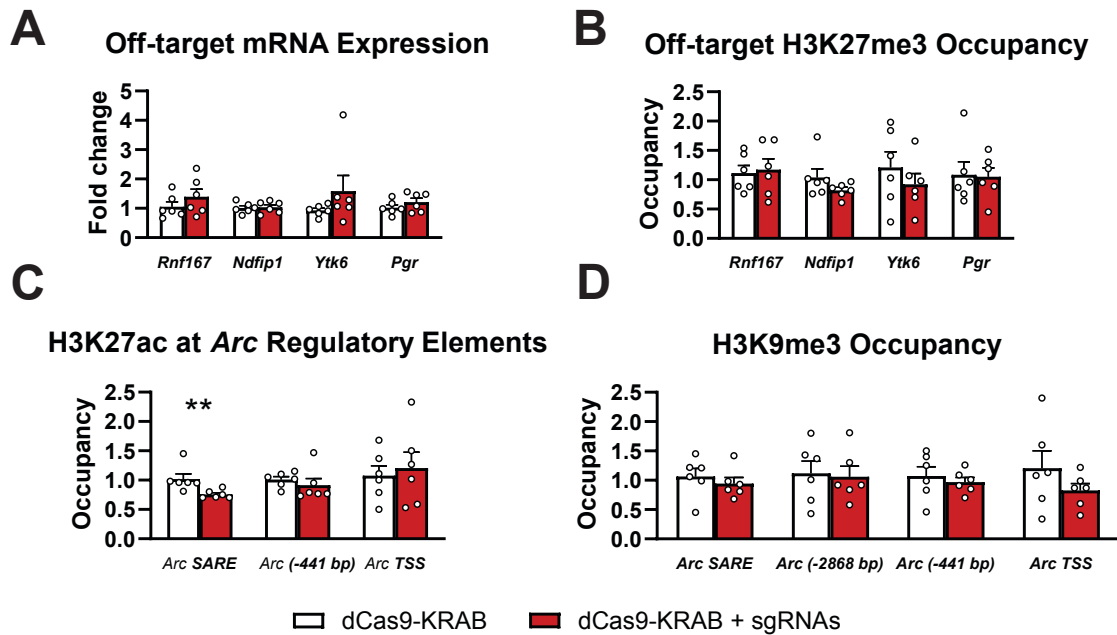 A
Off-target mRNA Expression
Fold change
5
4
3
2
1
0
Rnf167 Ndfip1 Ytk6 Pgr
B
Off-target H3K27me3 Occupancy
Occupancy
2.5
2.0
1.5
1.0
0.5
0.0
Rnf167 Ndfip1 Ytk6 Pgr
C
H3K27ac at Arc Regulatory Elements
Occupancy
2.5
2.0
1.5
1.0
0.5
0.0
**
Arc SARE Arc (-441 bp) Arc TSS
D
H3K9me3 Occupancy
Occupancy
2.5
2.0
1.5
1.0
0.5
0.0
Arc SARE Arc (-2868 bp) Arc (-441 bp) Arc TSS
dCas9-KRAB dCas9-KRAB + sgRNAs